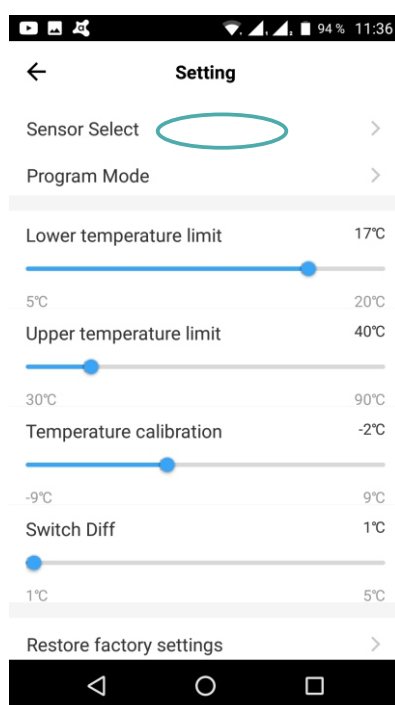 94 % 11:36
Setting
Sensor Select
Program Mode
Lower temperature limit 17℃
5℃ 20℃
Upper temperature limit 40℃
30℃ 90℃
Temperature calibration -2℃
-9℃ 9℃
Switch Diff 1℃
1℃ 5℃
Restore factory settings